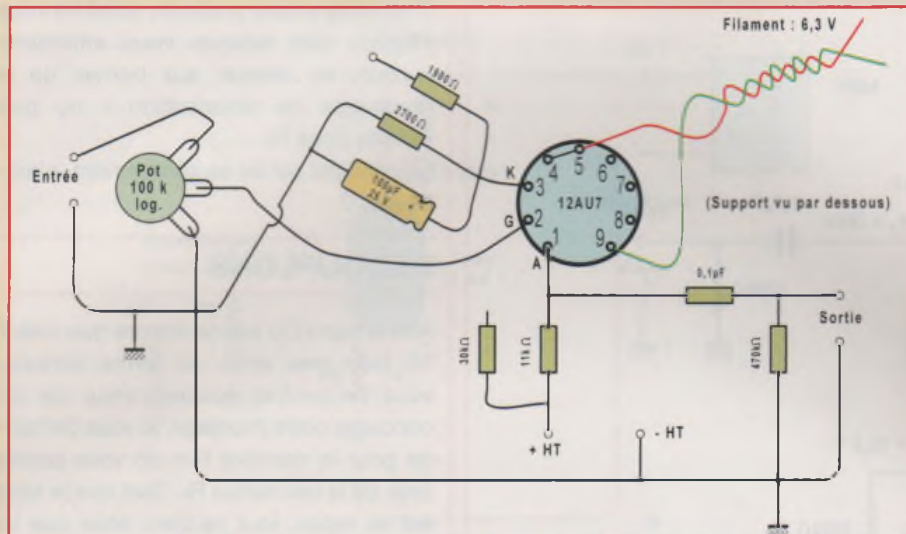 Filament : 6,3 V
1900Ω
2700Ω
100µF
25 V
+
Entrée
Pot
100 k
log.
K
G
A
4
5
6
3
7
12AU7
2
8
1
9
(Support vu par dessous)
0,1µF
30kΩ
11kΩ
470kΩ
Sortie
+ HT
- HT